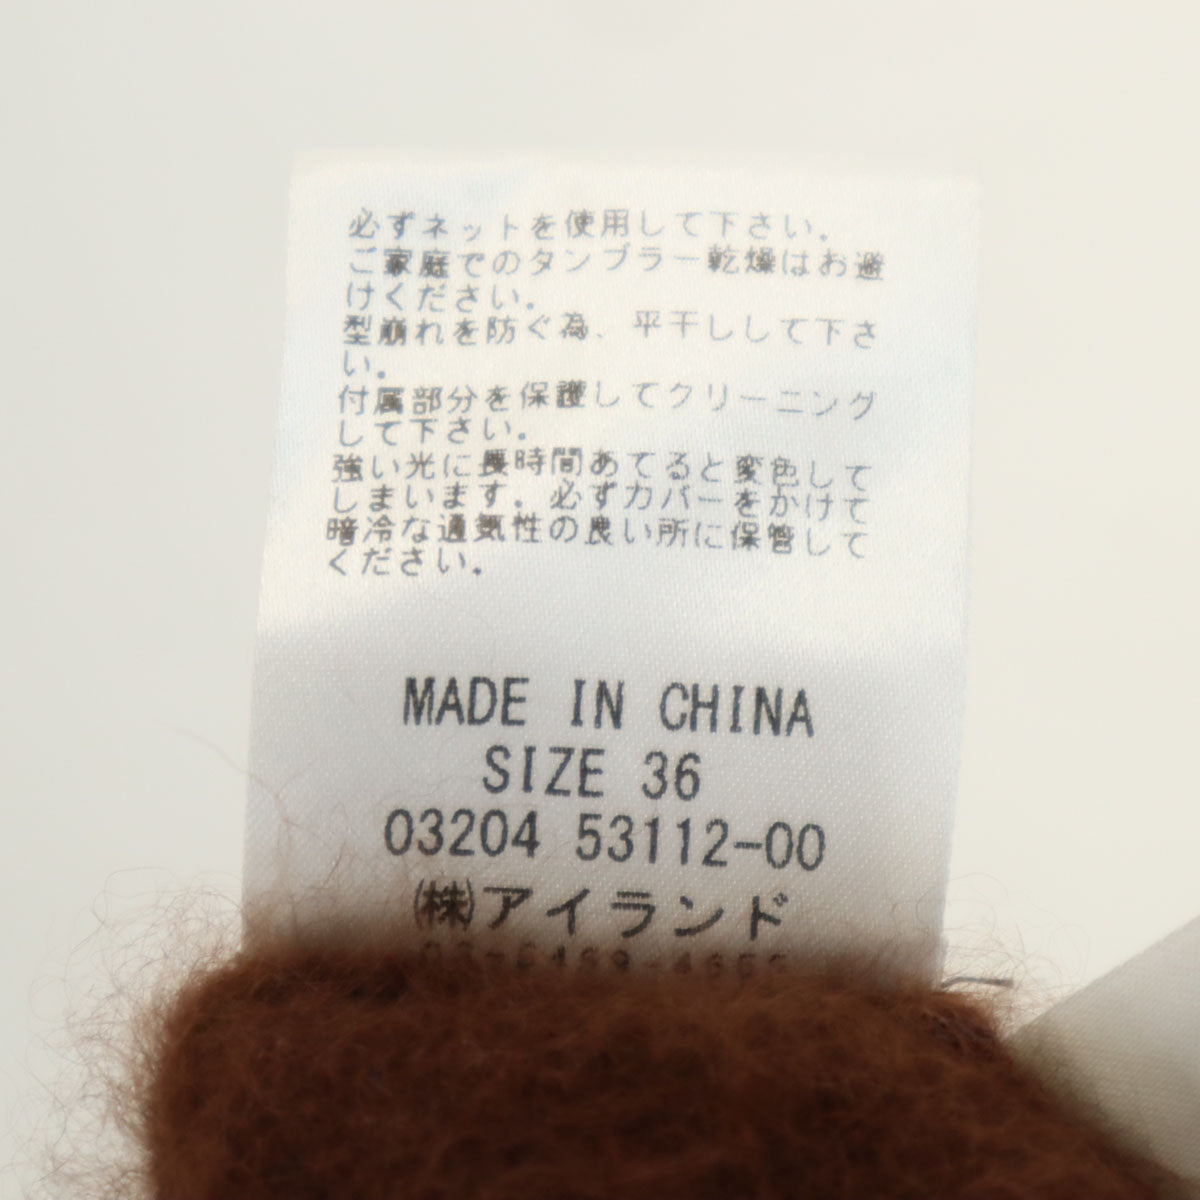 必ずネットを使用して下さい。
ご家庭でのタンブラー乾燥はお避
けください。
型崩れを防ぐ為、平干しして下さ
い。
付属部分を保護してクリーニング
して下さい。
強い光に長時間あてると変色して
しまいます。必ずカバーをかけて
暗冷な通気性の良い所に保管して
ください。
MADE IN CHINA
SIZE 36
03204 53112-00
㈱アイランド